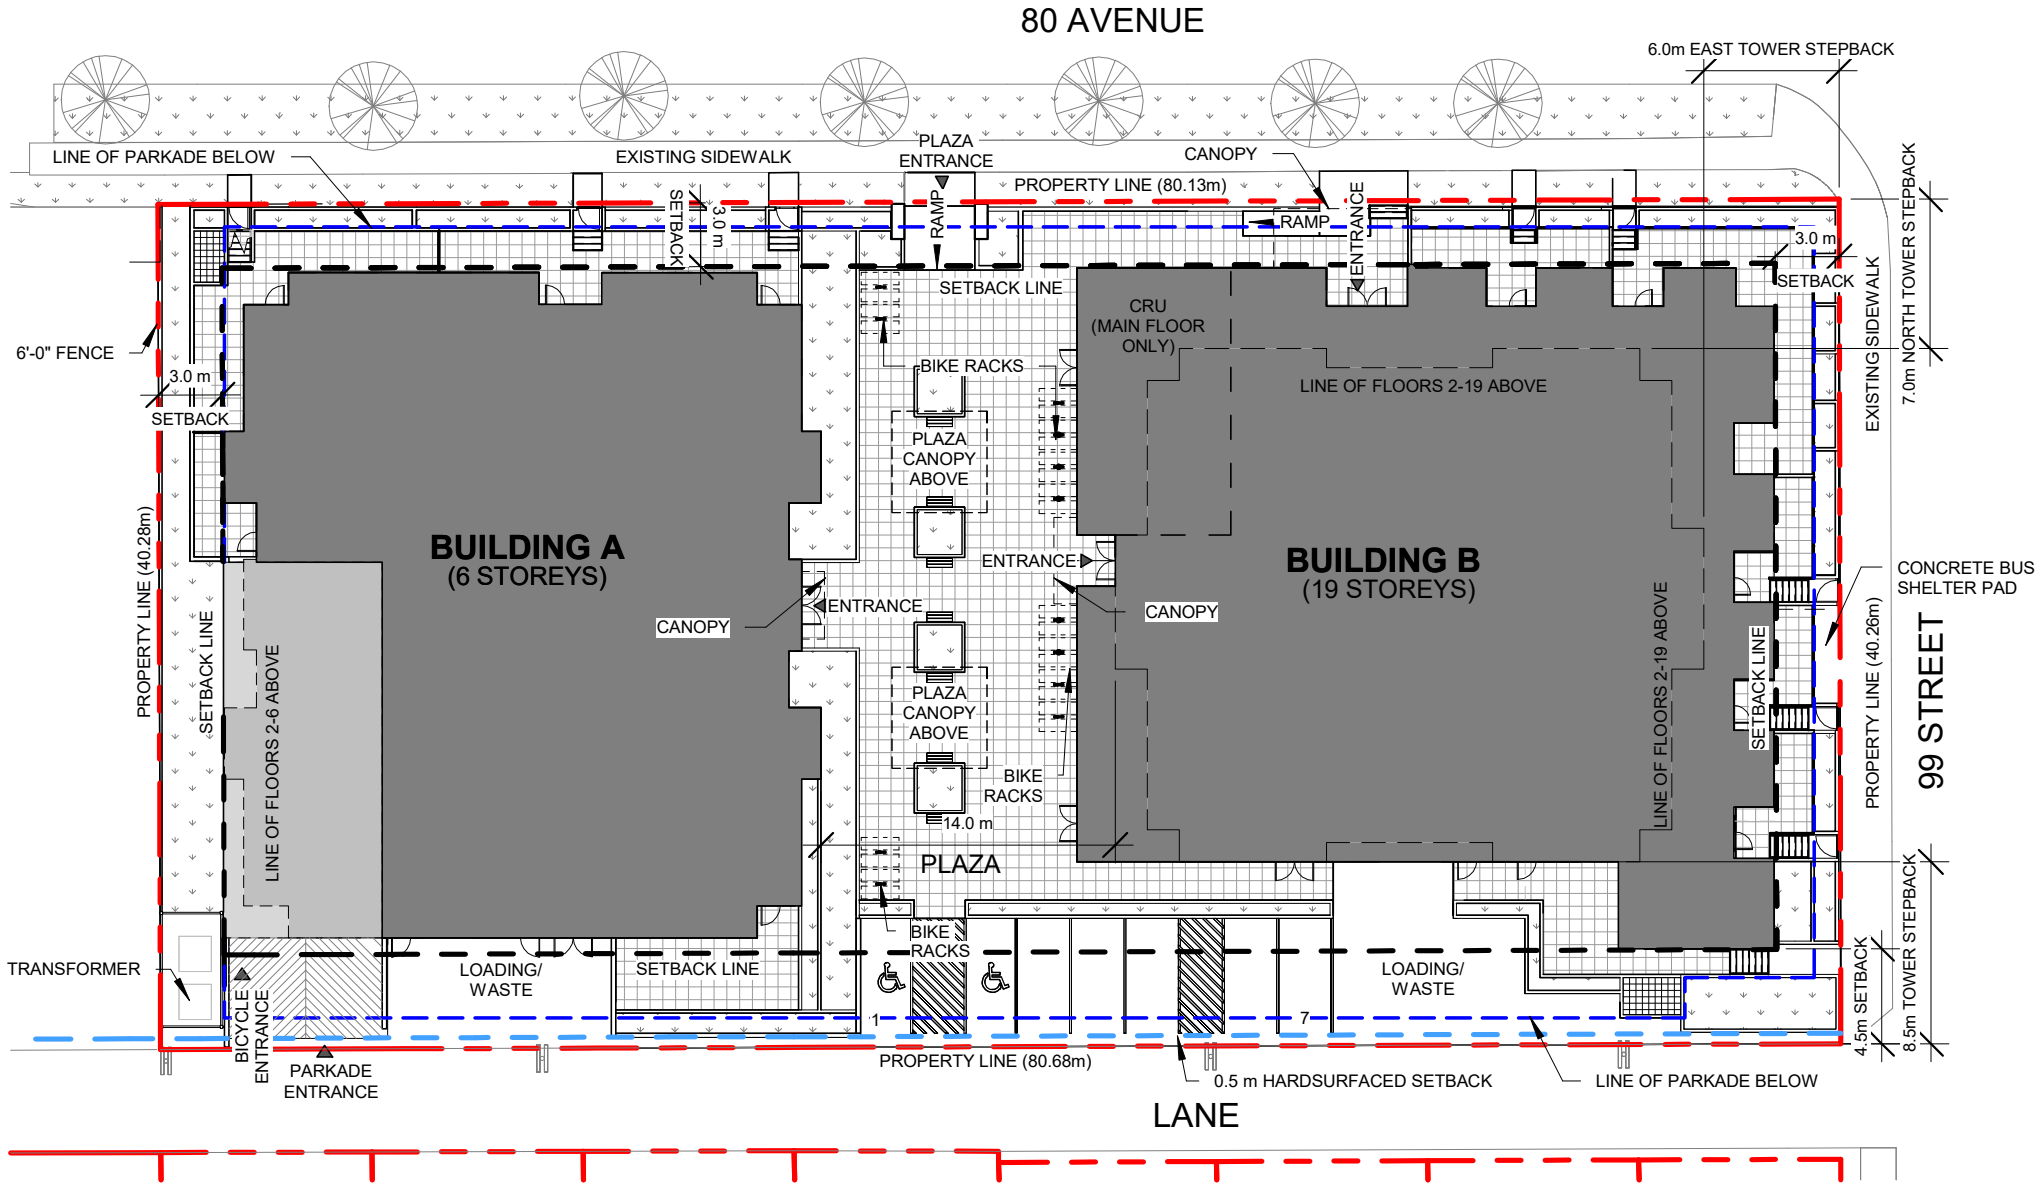 80 AVENUE
6.0m EAST TOWER STEPBACK
LINE OF PARKADE BELOW
EXISTING SIDEWALK
PLAZA
ENTRANCE
CANOPY
PROPERTY LINE (80.13m)
SETBACK
3.0 m
RAMP
RAMP
ENTRANCE
3.0 m
SETBACK
7.0m NORTH TOWER STEPBACK
EXISTING SIDEWALK
SETBACK LINE
CRU
(MAIN FLOOR
ONLY)
6'-0" FENCE
3.0 m
SETBACK
BIKE RACKS
LINE OF FLOORS 2-19 ABOVE
PLAZA
CANOPY
ABOVE
PROPERTY LINE (40.28m)
BUILDING A
(6 STOREYS)
ENTRANCE
BUILDING B
(19 STOREYS)
CONCRETE BUS
SHELTER PAD
ENTRANCE
CANOPY
CANOPY
SETBACK LINE
LINE OF FLOORS 2-6 ABOVE
LINE OF FLOORS 2-19 ABOVE
SETBACK LINE
PROPERTY LINE (40.26m)
99 STREET
PLAZA
CANOPY
ABOVE
BIKE
RACKS
14.0 m
PLAZA
BIKE
RACKS
TRANSFORMER
LOADING/
WASTE
SETBACK LINE
LOADING/
WASTE
4.5m SETBACK
8.5m TOWER STEPBACK
BICYCLE
ENTRANCE
1
7
PARKADE
ENTRANCE
PROPERTY LINE (80.68m)
0.5 m HARDSURFACED SETBACK
LINE OF PARKADE BELOW
LANE